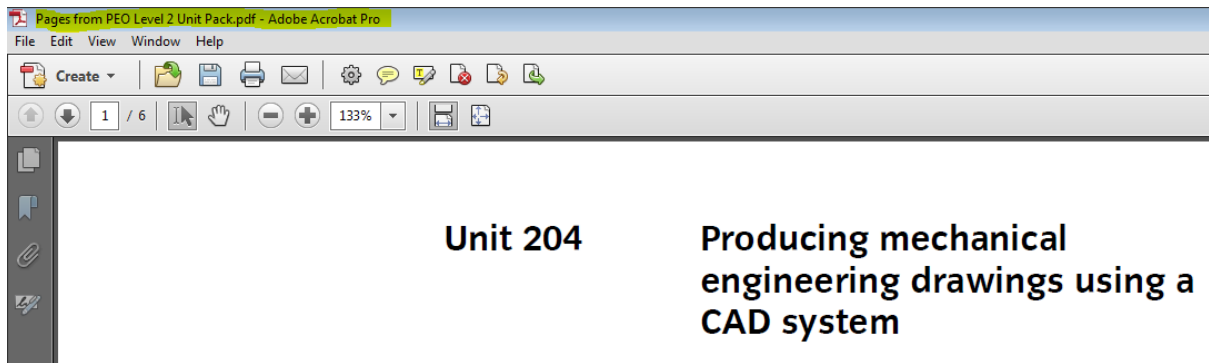 Pages from PEO Level 2 Unit Pack.pdf - Adobe Acrobat Pro
File Edit View Window Help
Create
1 / 6 133%
Unit 204 Producing mechanical
engineering drawings using a
CAD system